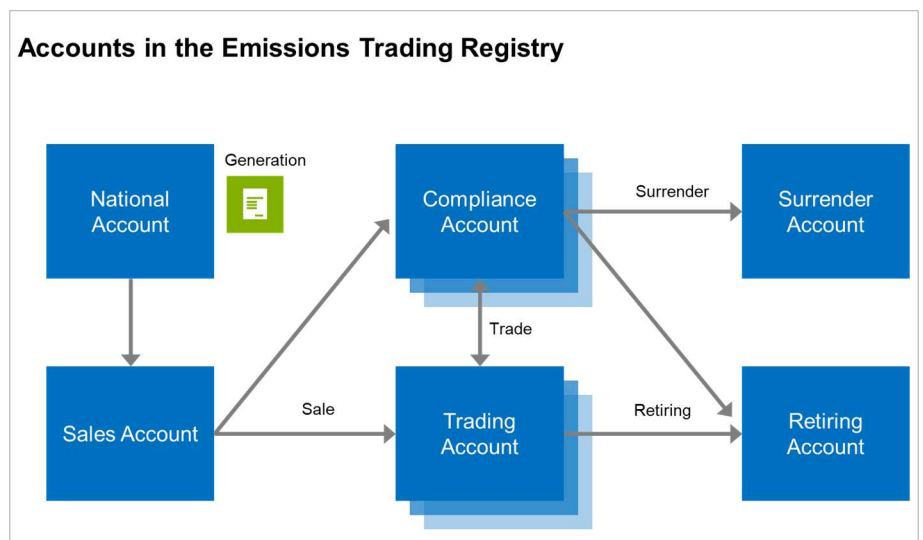 Accounts in the Emissions Trading Registry
National
Account
Generation
Compliance
Account
Surrender
Surrender
Account
Trade
Sales Account
Sale
Trading
Account
Retiring
Retiring
Account